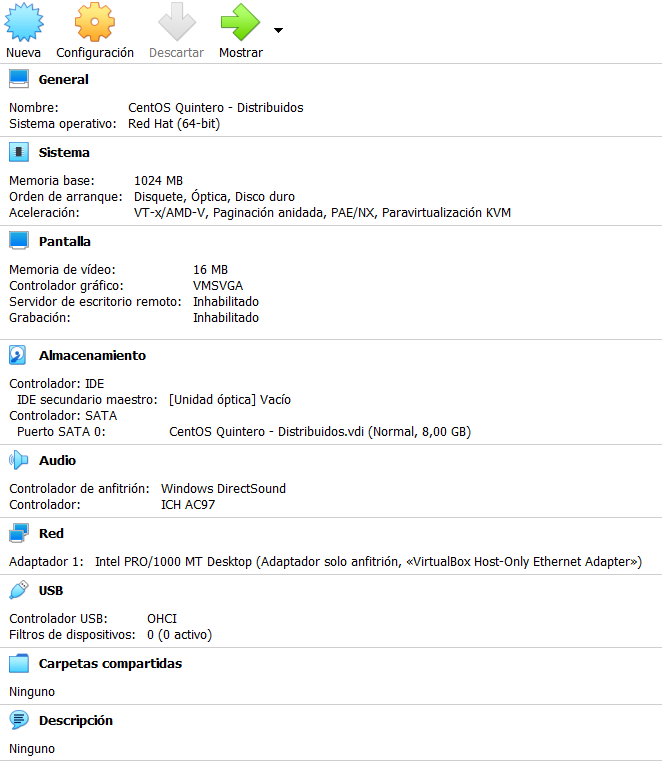 Nueva Configuración Descartar Mostrar
General
Nombre: CentOS Quintero - Distribuidos
Sistema operativo: Red Hat (64-bit)
Sistema
Memoria base: 1024 MB
Orden de arranque: Disquete, Óptica, Disco duro
Aceleración: VT-x/AMD-V, Paginación anidada, PAE/NX, Paravirtualización KVM
Pantalla
Memoria de vídeo: 16 MB
Controlador gráfico: VMSVGA
Servidor de escritorio remoto: Inhabilitado
Grabación: Inhabilitado
Almacenamiento
Controlador: IDE
IDE secundario maestro: [Unidad óptica] Vacío
Controlador: SATA
Puerto SATA 0: CentOS Quintero - Distribuidos.vdi (Normal, 8,00 GB)
Audio
Controlador de anfitrión: Windows DirectSound
Controlador: ICH AC97
Red
Adaptador 1: Intel PRO/1000 MT Desktop (Adaptador solo anfitrión, «VirtualBox Host-Only Ethernet Adapter»)
USB
Controlador USB: OHCI
Filtros de dispositivos: 0 (0 activo)
Carpetas compartidas
Ninguno
Descripción
Ninguno